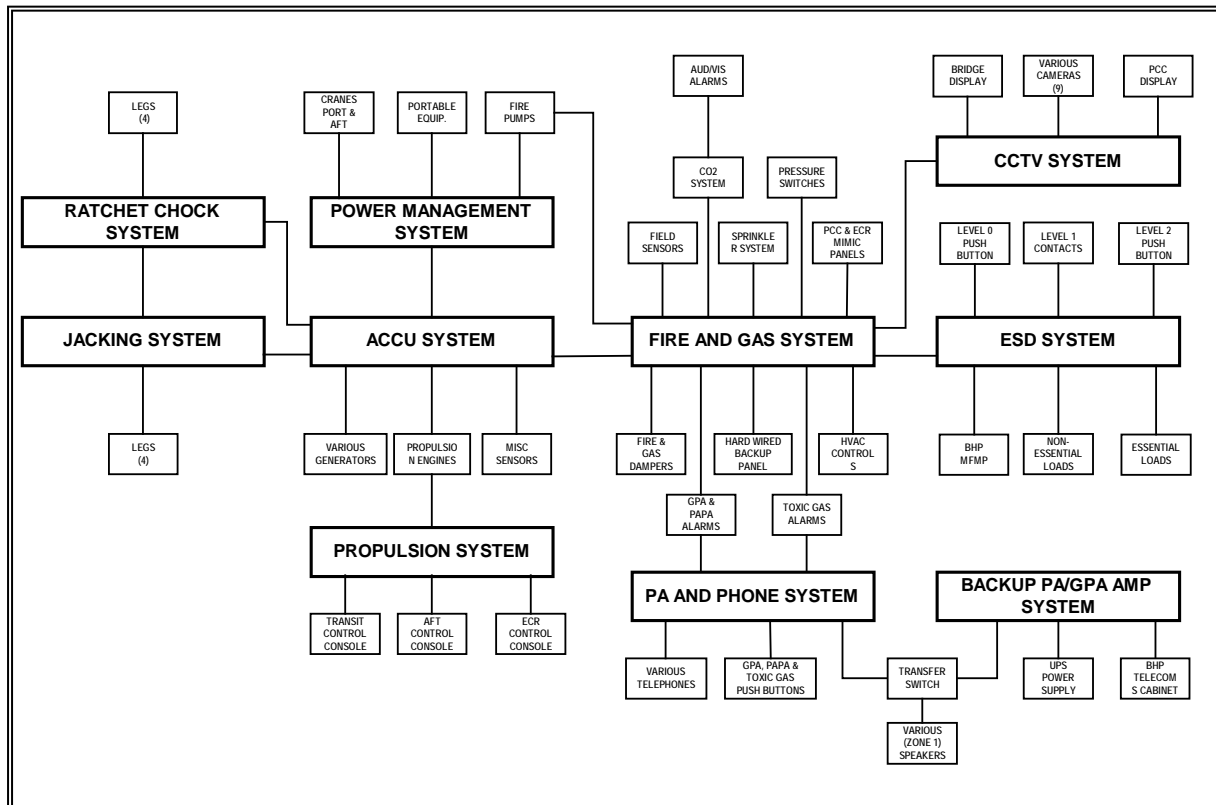 AUD/VIS
ALARMS
BRIDGE
DISPLAY
VARIOUS
CAMERAS
(9)
PCC
DISPLAY
LEGS
(4)
CRANES
PORT &
AFT
PORTABLE
EQUIP.
FIRE
PUMPS
CCTV SYSTEM
CO2
SYSTEM
PRESSURE
SWITCHES
RATCHET CHOCK
SYSTEM
POWER MANAGEMENT
SYSTEM
FIELD
SENSORS
SPRINKLE
R SYSTEM
PCC & ECR
MIMIC
PANELS
LEVEL 0
PUSH
BUTTON
LEVEL 1
CONTACTS
LEVEL 2
PUSH
BUTTON
JACKING SYSTEM
ACCU SYSTEM
FIRE AND GAS SYSTEM
ESD SYSTEM
LEGS
(4)
VARIOUS
GENERATORS
PROPULSIO
N ENGINES
MISC
SENSORS
FIRE &
GAS
DAMPERS
HARD WIRED
BACKUP
PANEL
HVAC
CONTROL
S
BHP
MFMP
NON-
ESSENTIAL
LOADS
ESSENTIAL
LOADS
GPA &
PAPA
ALARMS
TOXIC GAS
ALARMS
PROPULSION SYSTEM
PA AND PHONE SYSTEM
BACKUP PA/GPA AMP
SYSTEM
TRANSIT
CONTROL
CONSOLE
AFT
CONTROL
CONSOLE
ECR
CONTROL
CONSOLE
VARIOUS
TELEPHONES
GPA, PAPA &
TOXIC GAS
PUSH BUTTONS
TRANSFER
SWITCH
UPS
POWER
SUPPLY
BHP
TELECOM
S CABINET
VARIOUS
(ZONE 1)
SPEAKERS